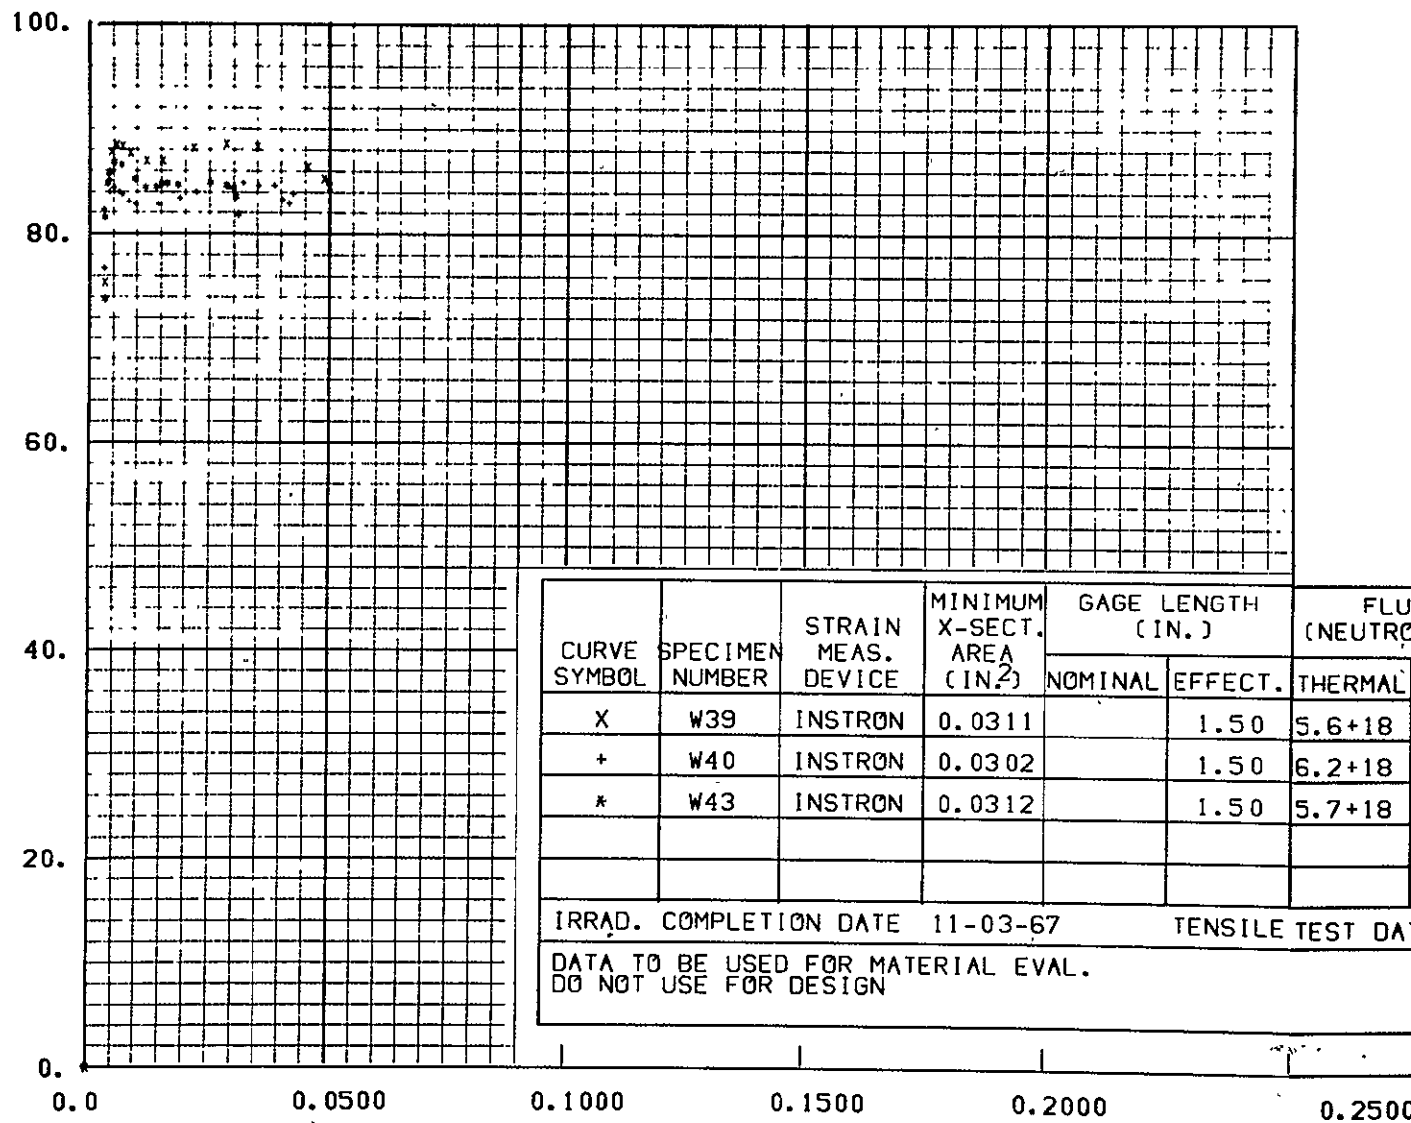 100.
80.
60.
40.
20.
0.
0.0 0.0500 0.1000 0.1500 0.2000 0.2500
CURVE SYMBOL SPECIMEN NUMBER STRAIN MEAS. DEVICE MINIMUM X-SECT. AREA (IN.2) GAGE LENGTH (IN.) NOMINAL EFFECT. FLU (NEUTRO THERMAL
X W39 INSTRON 0.0311 1.50 5.6+18
+ W40 INSTRON 0.0302 1.50 6.2+18
* W43 INSTRON 0.0312 1.50 5.7+18
IRRAD. COMPLETION DATE 11-03-67 TENSILE TEST DAT
DATA TO BE USED FOR MATERIAL EVAL.
DO NOT USE FOR DESIGN